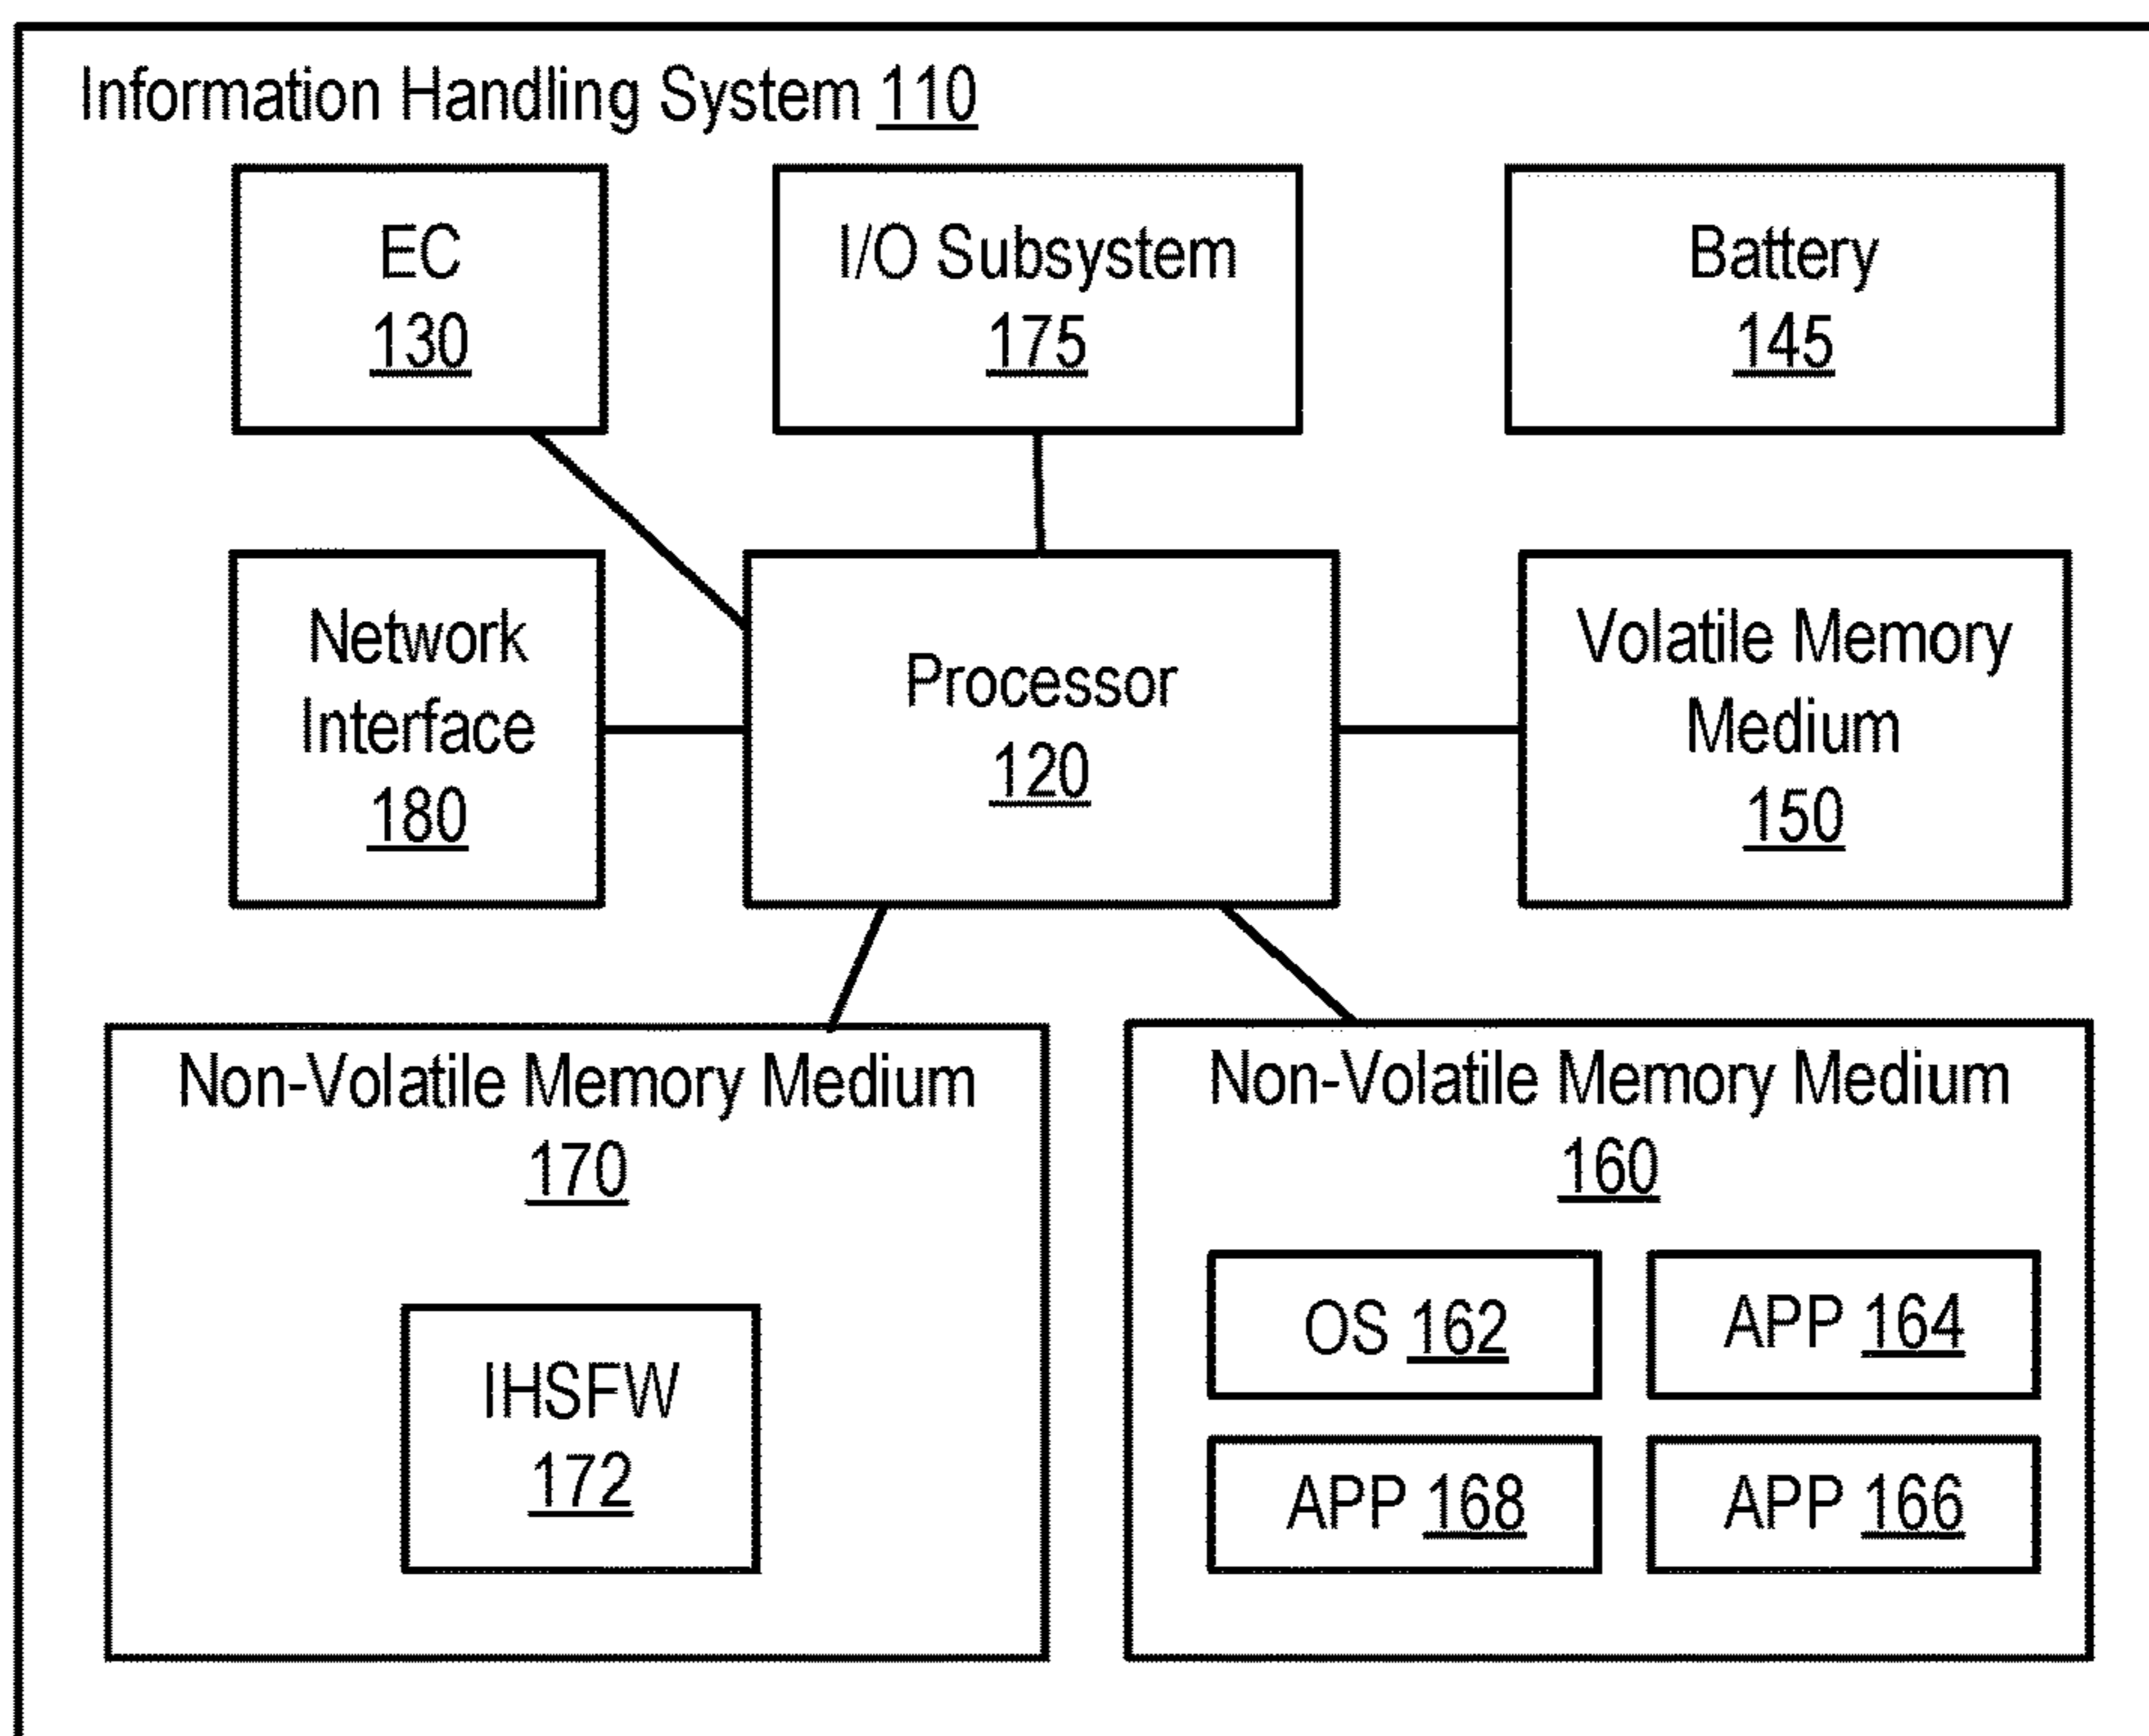 Information Handling System 110
EC
130
I/O Subsystem
175
Battery
145
Network
Interface
180
Processor
120
Volatile Memory
Medium
150
Non-Volatile Memory Medium
170
IHSFW
172
Non-Volatile Memory Medium
160
OS 162
APP 164
APP 168
APP 166